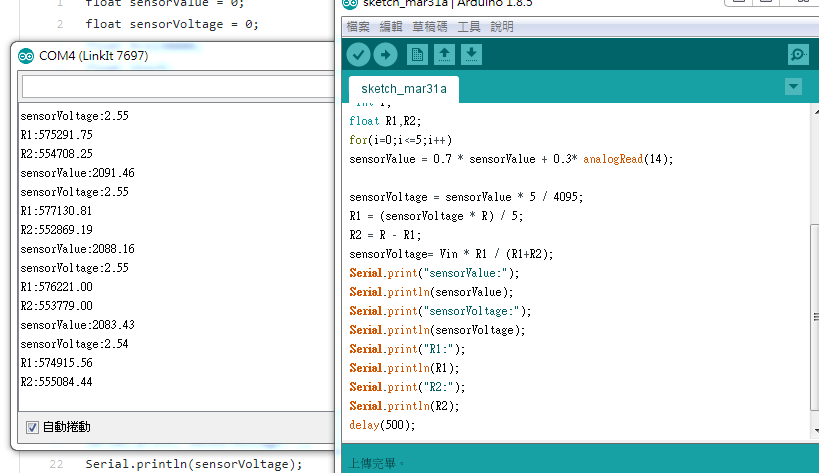 1 float sensorValue = 0;
2 float sensorVoltage = 0;
COM4 (LinkIt 7697)
sensorVoltage:2.55
R1:575291.75
R2:554708.25
sensorValue:2091.46
sensorVoltage:2.55
R1:577130.81
R2:552869.19
sensorValue:2088.16
sensorVoltage:2.55
R1:576221.00
R2:553779.00
sensorValue:2083.43
sensorVoltage:2.54
R1:574915.56
R2:555084.44
自動捲動
22 Serial.println(sensorVoltage);
sketch_mar31a | Arduino 1.8.5
檔案 編輯 草稿碼 工具 說明
sketch_mar31a
float R1,R2;
for(i=0;i<=5;i++)
sensorValue = 0.7 * sensorValue + 0.3* analogRead(14);
sensorVoltage = sensorValue * 5 / 4095;
R1 = (sensorVoltage * R) / 5;
R2 = R - R1;
sensorVoltage= Vin * R1 / (R1+R2);
Serial.print("sensorValue:");
Serial.println(sensorValue);
Serial.print("sensorVoltage:");
Serial.println(sensorVoltage);
Serial.print("R1:");
Serial.println(R1);
Serial.print("R2:");
Serial.println(R2);
delay(500);
上傳完畢。